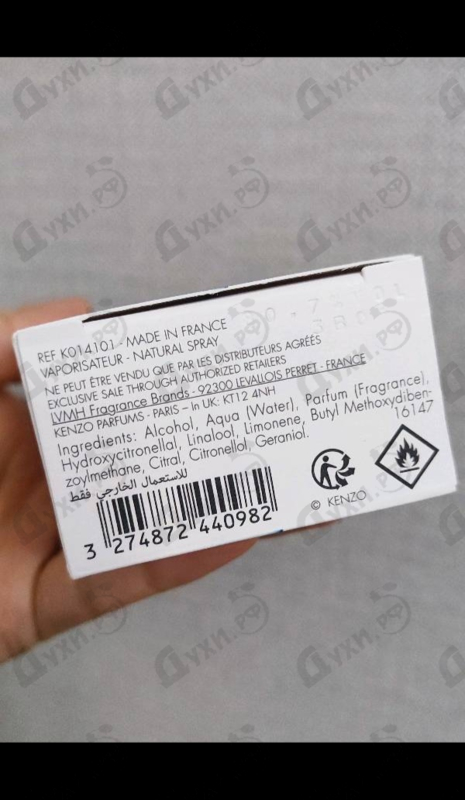 REF K014101 - MADE IN FRANCE
VAPORISATEUR - NATURAL SPRAY
NE PEUT ÊTRE VENDU QUE PAR LES DISTRIBUTEURS AGRÉÉS
EXCLUSIVE SALE THROUGH AUTHORIZED RETAILERS
LVMH Fragrance Brands - 92300 LEVALLOIS PERRET - FRANCE
KENZO PARFUMS - PARIS - IN UK: KT12 4NH
Ingredients: Alcohol, Aqua (Water), Parfum (Fragrance),
Hydroxycitronellal, Linalool, Limonene, Butyl Methoxydiben-
zoylmethane, Citral, Citronellol, Geraniol.
16147
للاستعمال الخارجي فقط
3 274872 440982
© KENZO
Духи.рф